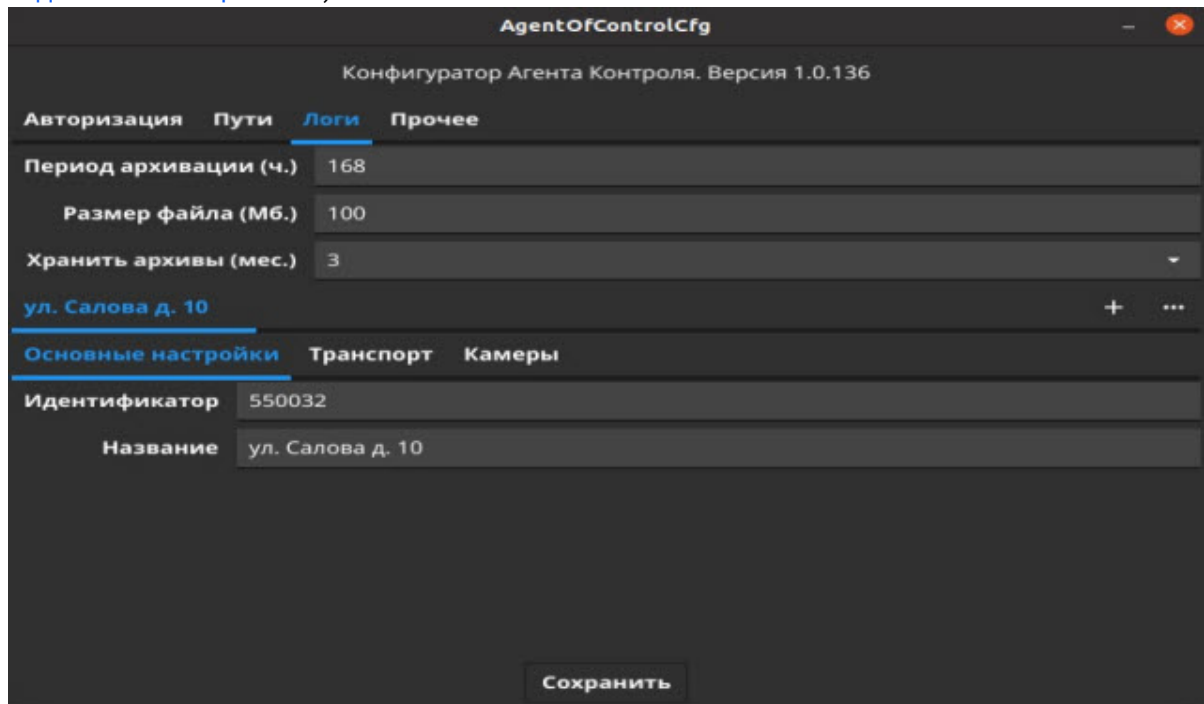 AgentOfControlCfg
Конфигуратор Агента Контроля. Версия 1.0.136
Авторизация Пути Логи Прочее
Период архивации (ч.) 168
Размер файла (Мб.) 100
Хранить архивы (мес.) 3
ул. Салова д. 10 + ...
Основные настройки Транспорт Камеры
Идентификатор 550032
Название ул. Салова д. 10
Сохранить